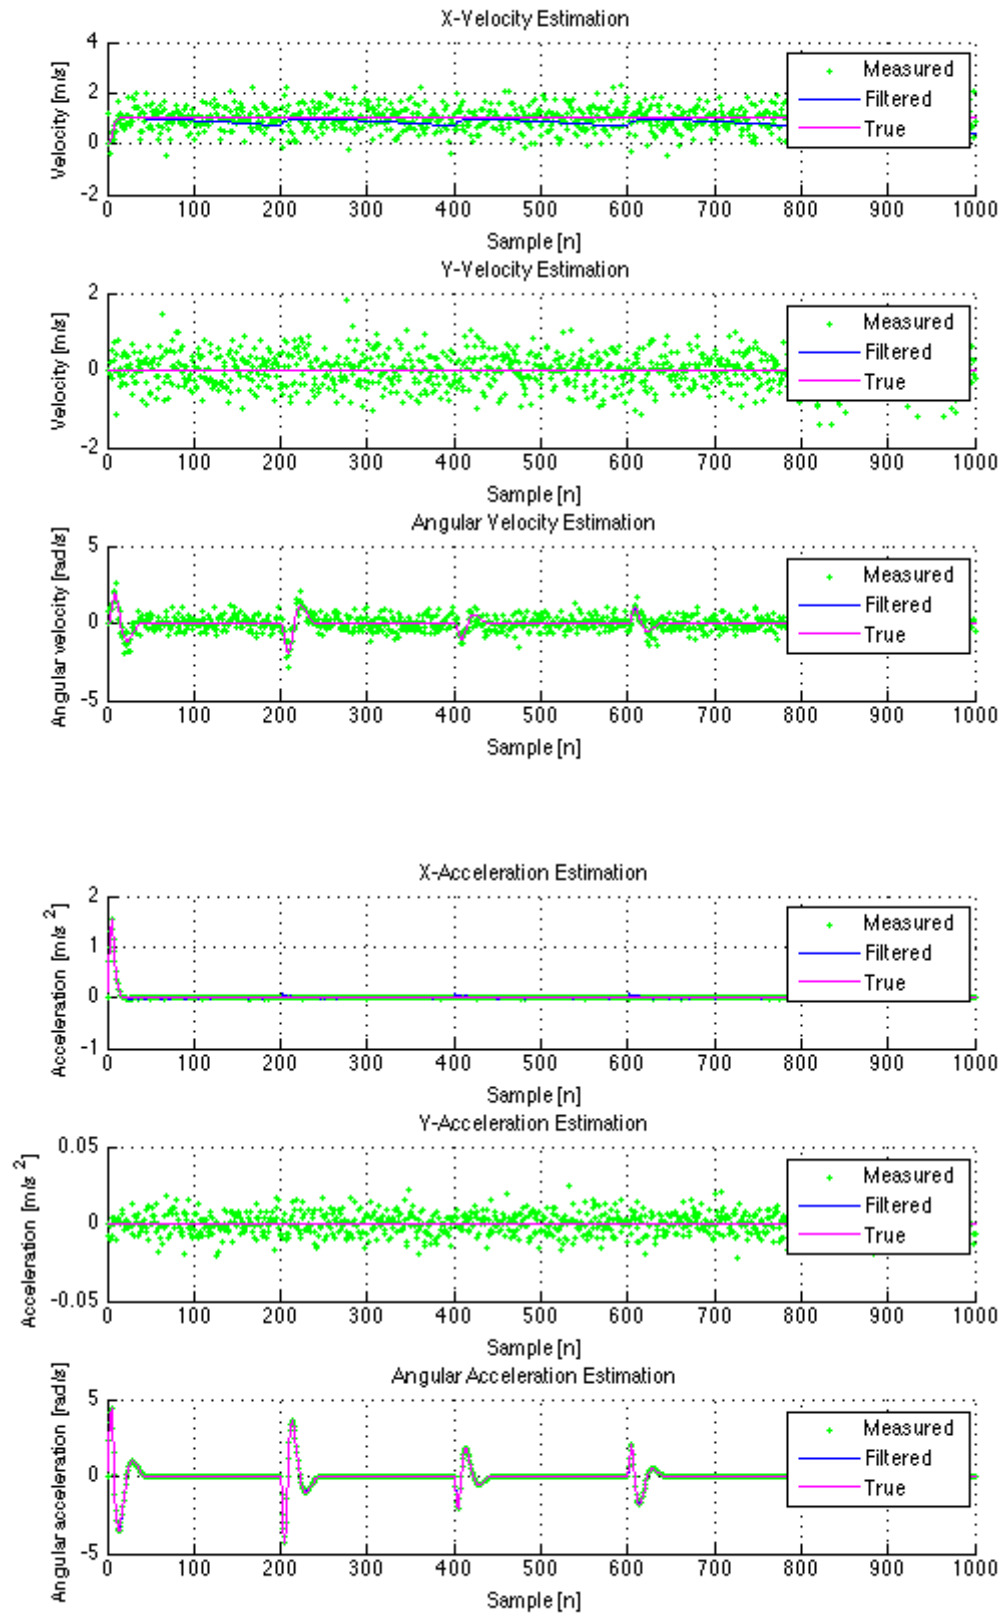 X-Velocity Estimation
4
2
0
-2
Velocity [m/s]
Measured
Filtered
True
0 100 200 300 400 500 600 700 800 900 1000
Sample [n]
Y-Velocity Estimation
2
0
-2
Velocity [m/s]
Measured
Filtered
True
0 100 200 300 400 500 600 700 800 900 1000
Sample [n]
Angular Velocity Estimation
5
0
-5
Angular velocity [rad/s]
Measured
Filtered
True
0 100 200 300 400 500 600 700 800 900 1000
Sample [n]
X-Acceleration Estimation
2
1
0
-1
Acceleration [m/s 2]
Measured
Filtered
True
0 100 200 300 400 500 600 700 800 900 1000
Sample [n]
Y-Acceleration Estimation
0.05
0
-0.05
Acceleration [m/s 2]
Measured
Filtered
True
0 100 200 300 400 500 600 700 800 900 1000
Sample [n]
Angular Acceleration Estimation
5
0
-5
Angular acceleration [rad/s]
Measured
Filtered
True
0 100 200 300 400 500 600 700 800 900 1000
Sample [n]